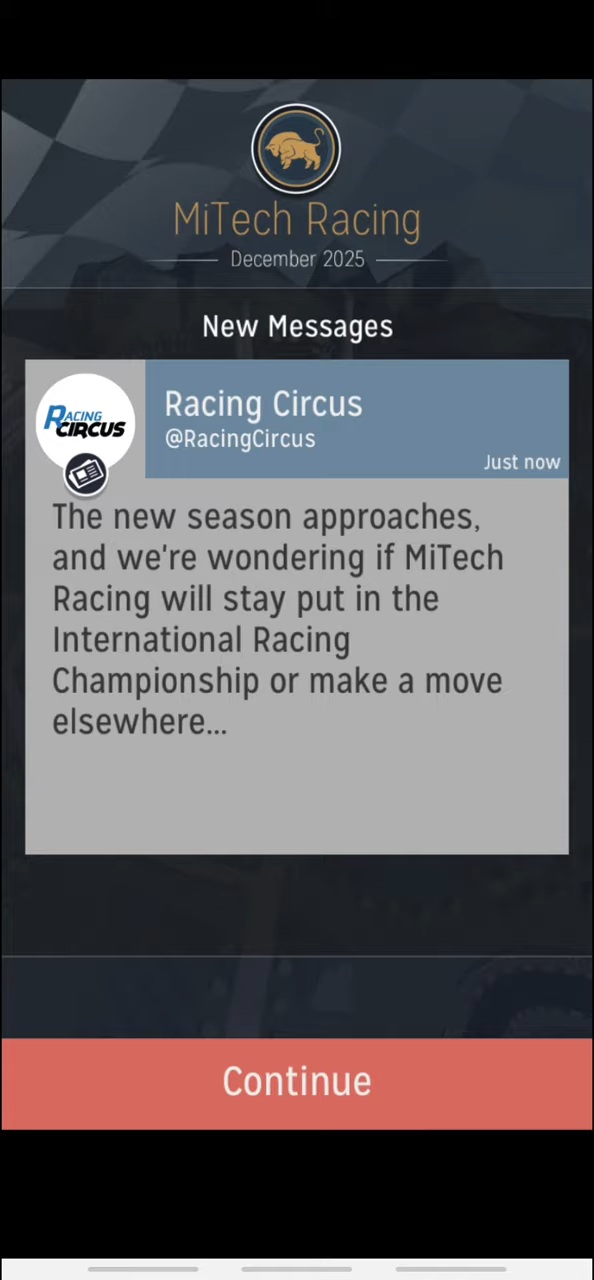 MiTech Racing
December 2025
New Messages
RACING
CIRCUS
Racing Circus
@RacingCircus
Just now
The new season approaches,
and we're wondering if MiTech
Racing will stay put in the
International Racing
Championship or make a move
elsewhere...
Continue